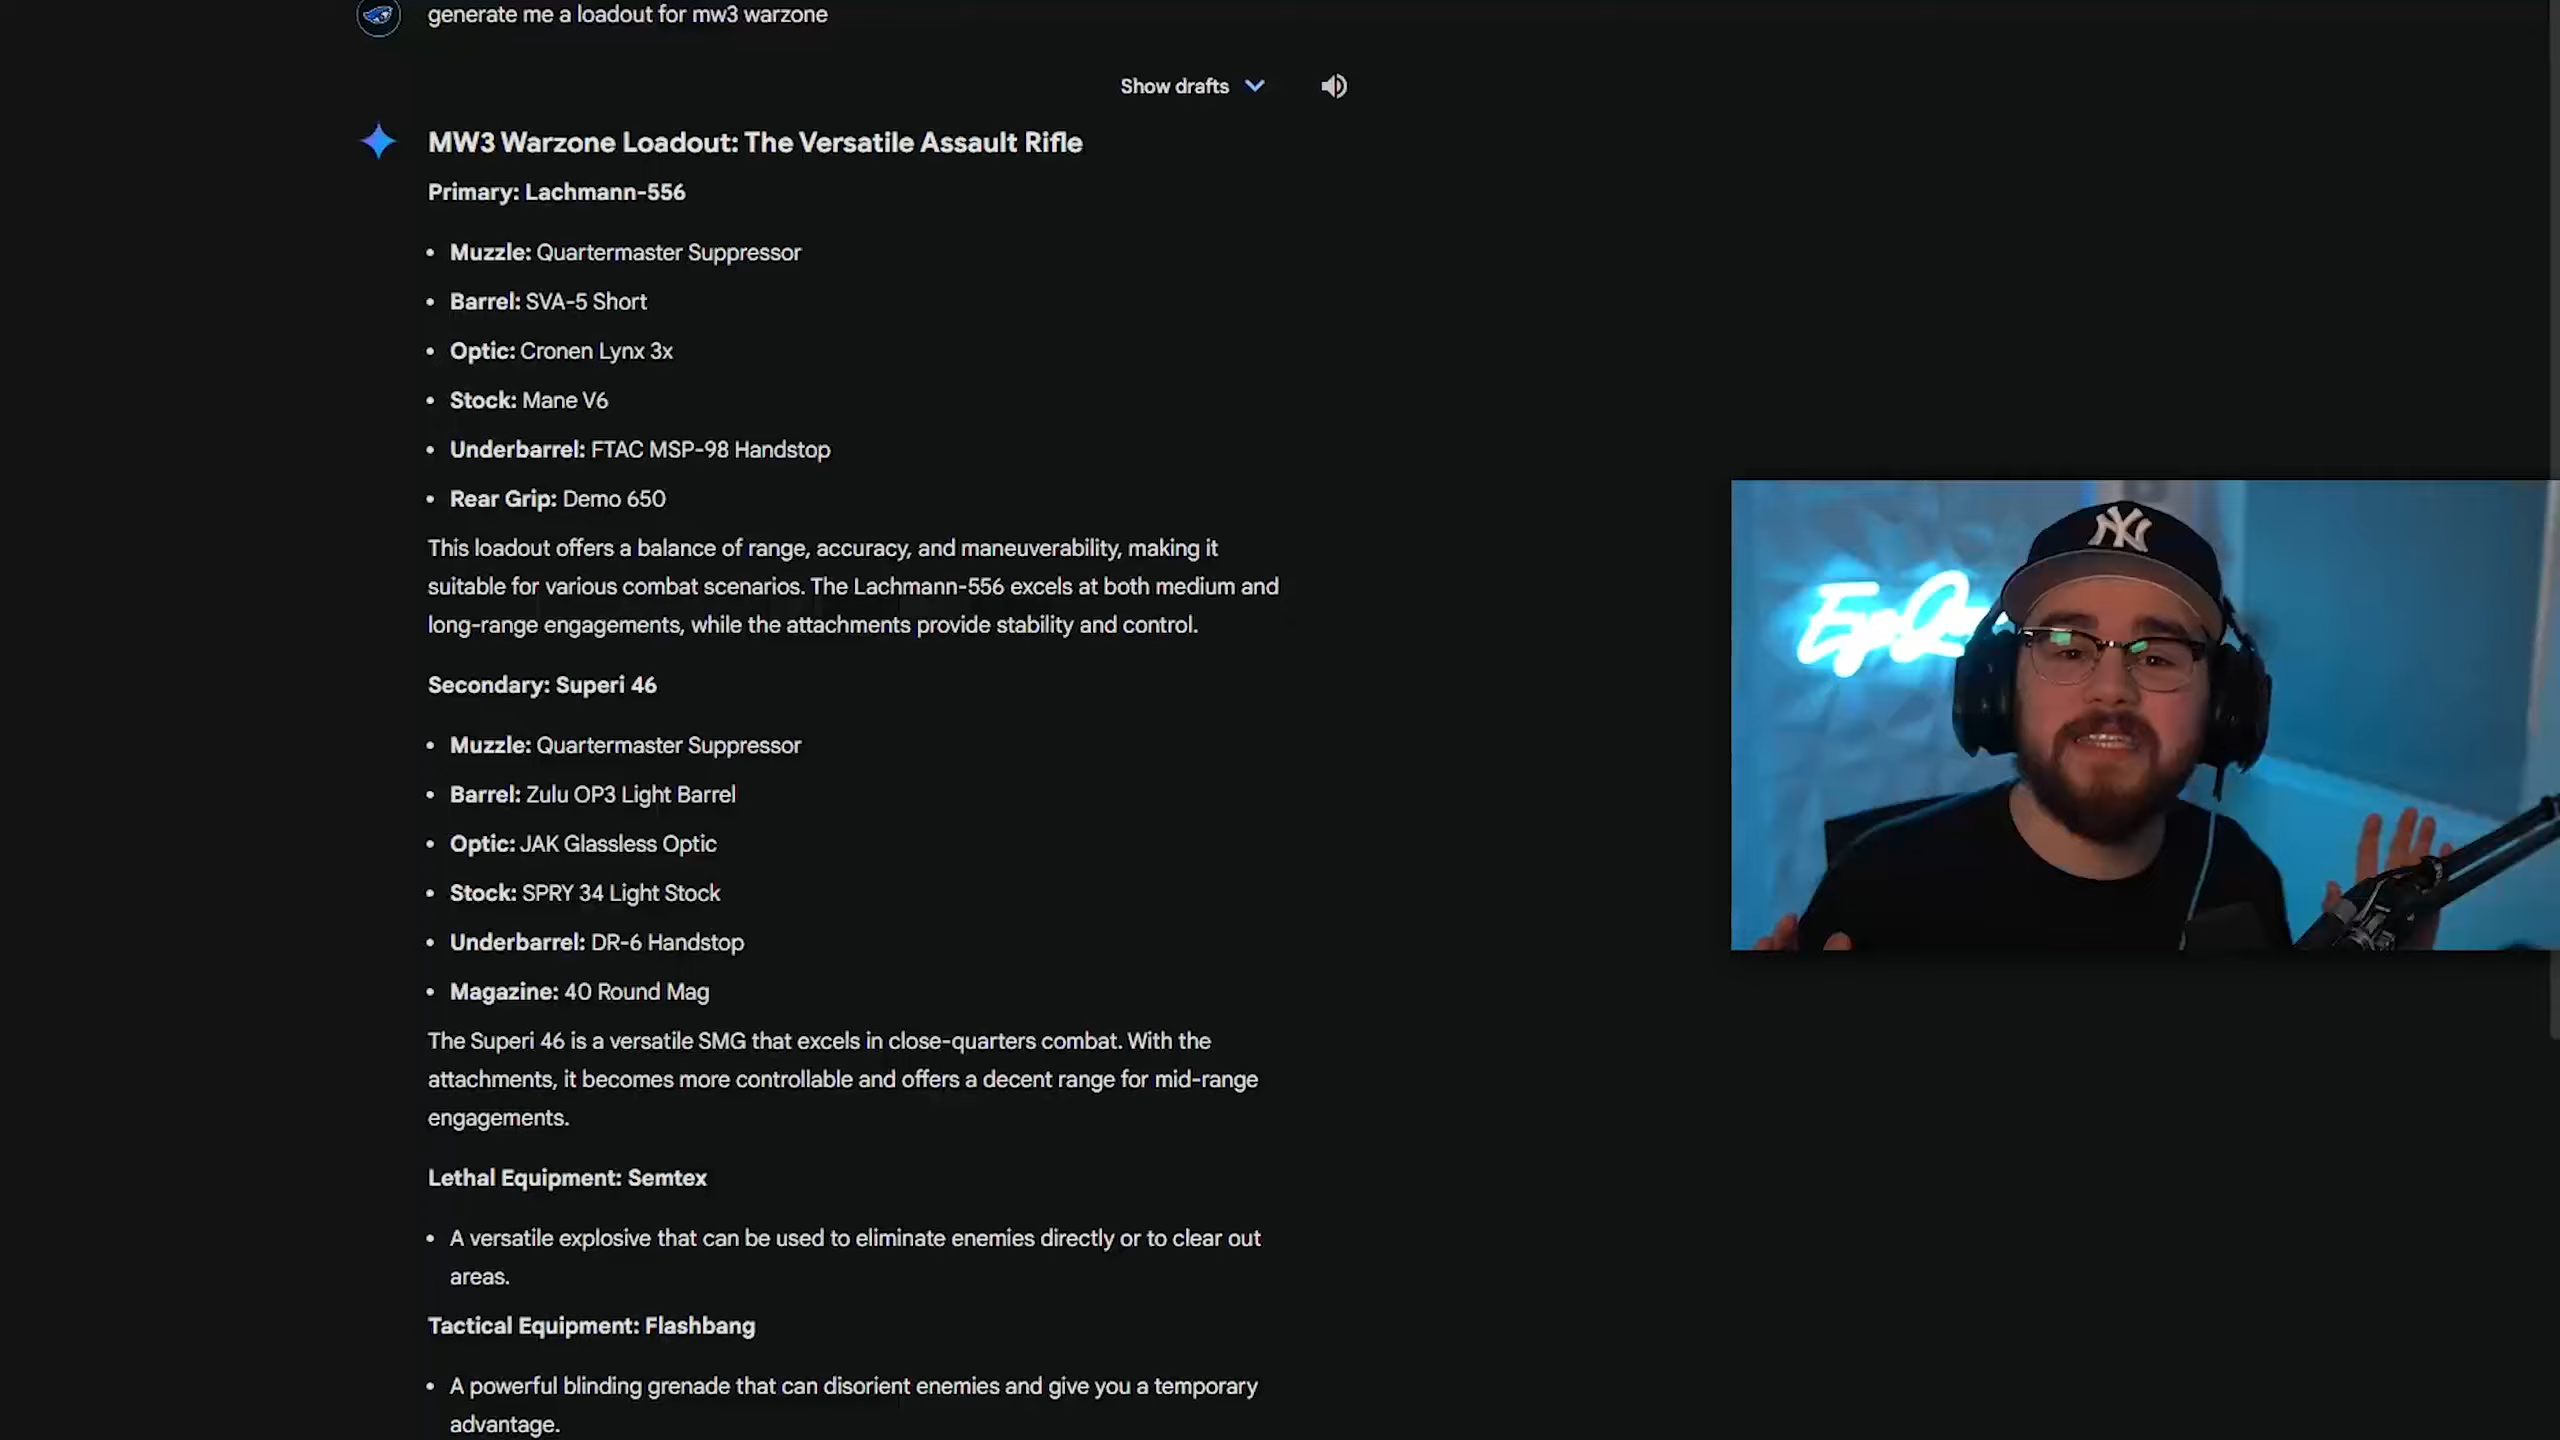 generate me a loadout for mw3 warzone
Show drafts
MW3 Warzone Loadout: The Versatile Assault Rifle
Primary: Lachmann-556
• Muzzle: Quartermaster Suppressor
• Barrel: SVA-5 Short
• Optic: Cronen Lynx 3x
• Stock: Mane V6
• Underbarrel: FTAC MSP-98 Handstop
• Rear Grip: Demo 650
This loadout offers a balance of range, accuracy, and maneuverability, making it
suitable for various combat scenarios. The Lachmann-556 excels at both medium and
long-range engagements, while the attachments provide stability and control.
Secondary: Superi 46
• Muzzle: Quartermaster Suppressor
• Barrel: Zulu OP3 Light Barrel
• Optic: JAK Glassless Optic
• Stock: SPRY 34 Light Stock
• Underbarrel: DR-6 Handstop
• Magazine: 40 Round Mag
The Superi 46 is a versatile SMG that excels in close-quarters combat. With the
attachments, it becomes more controllable and offers a decent range for mid-range
engagements.
Lethal Equipment: Semtex
• A versatile explosive that can be used to eliminate enemies directly or to clear out
areas.
Tactical Equipment: Flashbang
• A powerful blinding grenade that can disorient enemies and give you a temporary
advantage.
NY